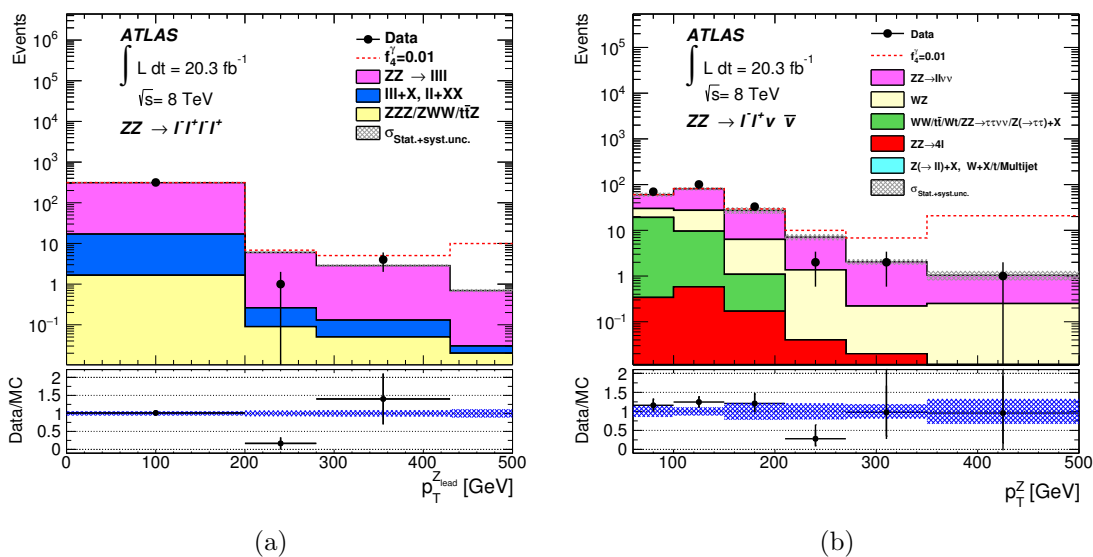 Events
ATLAS
∫ L dt = 20.3 fb⁻¹
√s= 8 TeV
ZZ → l⁻l⁺l⁻l⁺
Data
f₄^γ=0.01
ZZ → llll
lll+X, ll+XX
ZZZ/ZWW/tt̄Z
σ_Stat.+syst.unc.
10⁶
10⁵
10⁴
10³
10²
10
1
10⁻¹
Data/MC
2
1.5
1
0.5
0
0 100 200 300 400 500
p_T^{Z_lead} [GeV]
(a)
Events
ATLAS
∫ L dt = 20.3 fb⁻¹
√s= 8 TeV
ZZ → l⁻l⁺ν ν̄
Data
f₄^γ=0.01
ZZ→llνν
WZ
WW/tt̄/Wt/ZZ→ττνν/Z(→ττ)+X
ZZ→4l
Z(→ ll)+X, W+X/t/Multijet
σ_Stat.+syst.unc.
10⁵
10⁴
10³
10²
10
1
10⁻¹
Data/MC
2
1.5
1
0.5
0
100 200 300 400 500
p_T^Z [GeV]
(b)